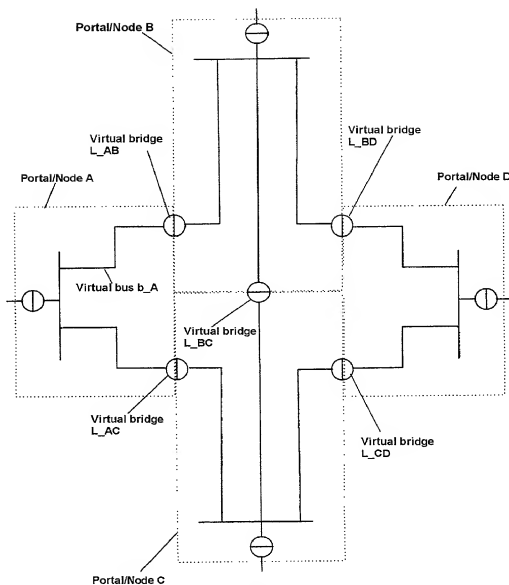 Portal/Node B
Virtual bridge
L_AB
Virtual bridge
L_BD
Portal/Node A
Portal/Node D
Virtual bus b_A
Virtual bridge
L_BC
Virtual bridge
L_AC
Virtual bridge
L_CD
Portal/Node C